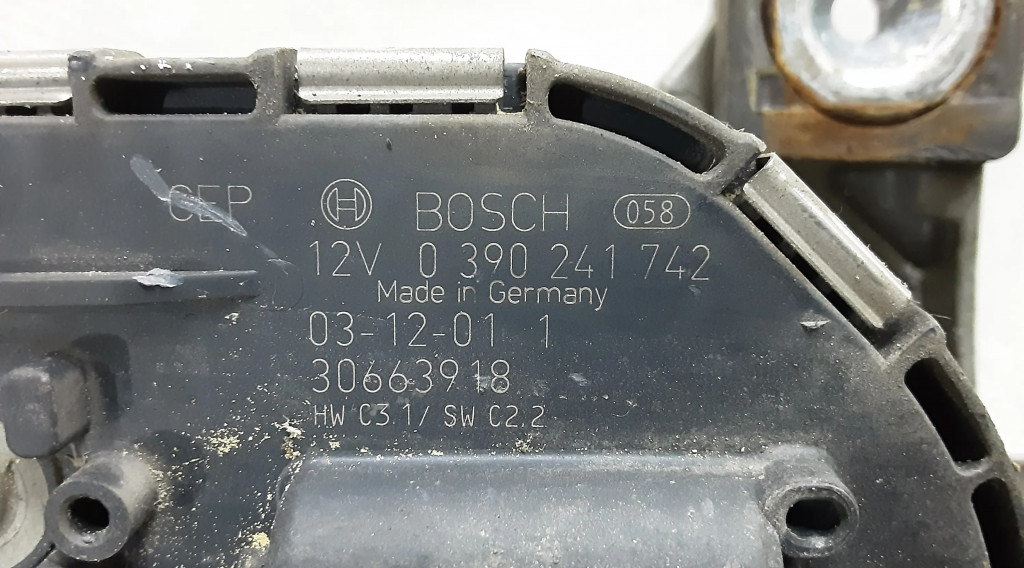 CEP BOSCH 058
12V 0 390 241 742
Made in Germany
03-12-01 1
30663918
HW C3.1/ SW C2.2